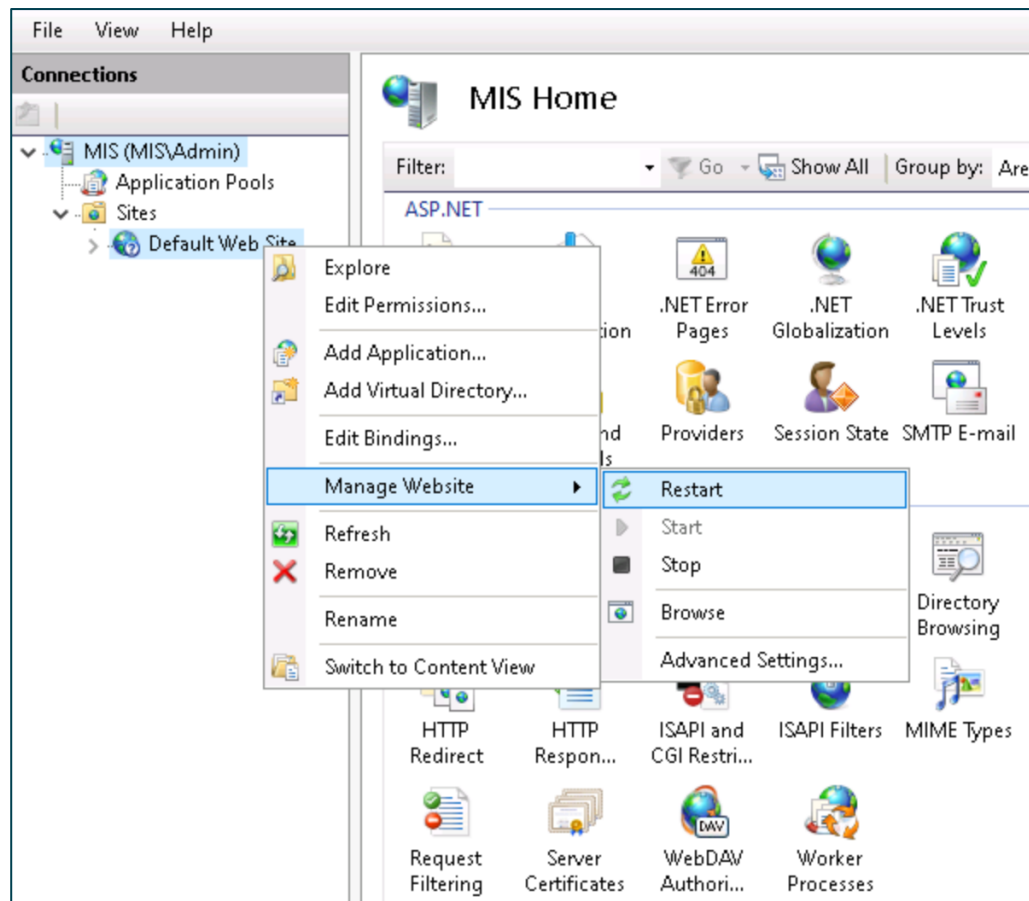 File View Help
Connections
MIS (MIS\Admin)
Application Pools
Sites
Default Web Site
MIS Home
Filter: Go Show All Group by: Are
ASP.NET
404
.NET Error
Pages
.NET
Globalization
.NET Trust
Levels
Providers
Session State
SMTP E-mail
Explore
Edit Permissions...
Add Application...
Add Virtual Directory...
Edit Bindings...
Manage Website
Refresh
Remove
Rename
Switch to Content View
Restart
Start
Stop
Browse
Advanced Settings...
Directory
Browsing
HTTP
Redirect
HTTP
Respon...
ISAPI and
CGI Restri...
ISAPI Filters
MIME Types
Request
Filtering
Server
Certificates
DAV
WebDAV
Authori...
Worker
Processes